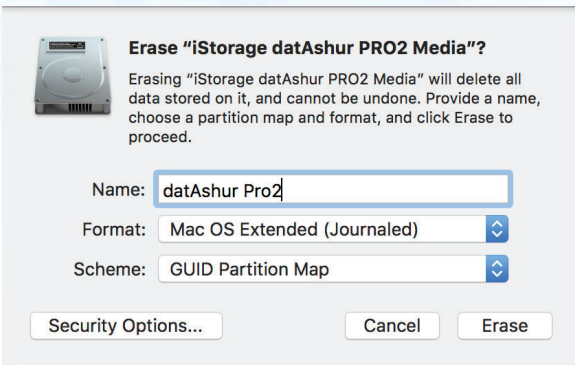 Erase “iStorage datAshur PRO2 Media”?
Erasing “iStorage datAshur PRO2 Media” will delete all
data stored on it, and cannot be undone. Provide a name,
choose a partition map and format, and click Erase to
proceed.
Name: datAshur Pro2
Format: Mac OS Extended (Journaled)
Scheme: GUID Partition Map
Security Options... Cancel Erase